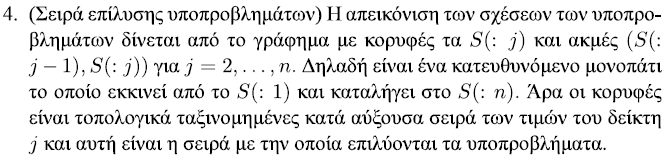 4. (Σειρά επίλυσης υποπροβλημάτων) Η απεικόνιση των σχέσεων των υποπρο-
βλημάτων δίνεται από το γράφημα με κορυφές τα S(: j) και ακμές (S(:
j − 1), S(: j)) για j = 2, . . . , n. Δηλαδή είναι ένα κατευθυνόμενο μονοπάτι
το οποίο εκκινεί από το S(: 1) και καταλήγει στο S(: n). Άρα οι κορυφές
είναι τοπολογικά ταξινομημένες κατά αύξουσα σειρά των τιμών του δείκτη
j και αυτή είναι η σειρά με την οποία επιλύονται τα υποπροβλήματα.